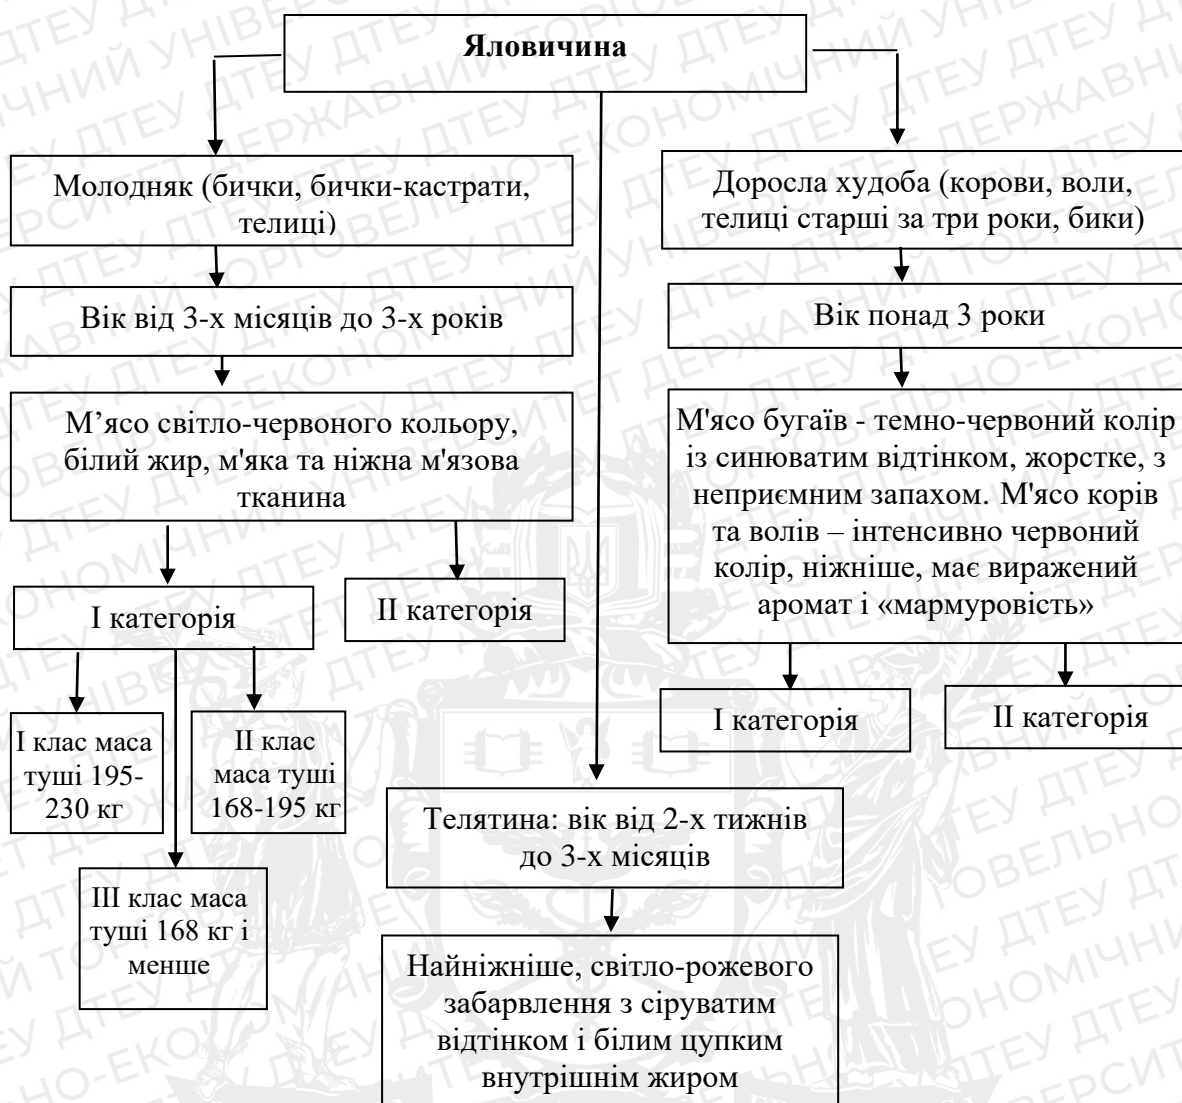 Яловичина
Молодняк (бички, бички-кастрати,
телиці)
Вік від 3-х місяців до 3-х років
М’ясо світло-червоного кольору,
білий жир, м'яка та ніжна м'язова
тканина
І категорія
ІІ категорія
І клас маса
туші 195-
230 кг
ІІ клас
маса туші
168-195 кг
ІІІ клас маса
туші 168 кг і
менше
Телятина: вік від 2-х тижнів
до 3-х місяців
Найніжніше, світло-рожевого
забарвлення з сіруватим
відтінком і білим цупким
внутрішнім жиром
Доросла худоба (корови, воли,
телиці старші за три роки, бики)
Вік понад 3 роки
М'ясо бугаїв - темно-червоний колір
із синюватим відтінком, жорстке, з
неприємним запахом. М'ясо корів
та волів – інтенсивно червоний
колір, ніжніше, має виражений
аромат і «мармуровість»
І категорія
ІІ категорія